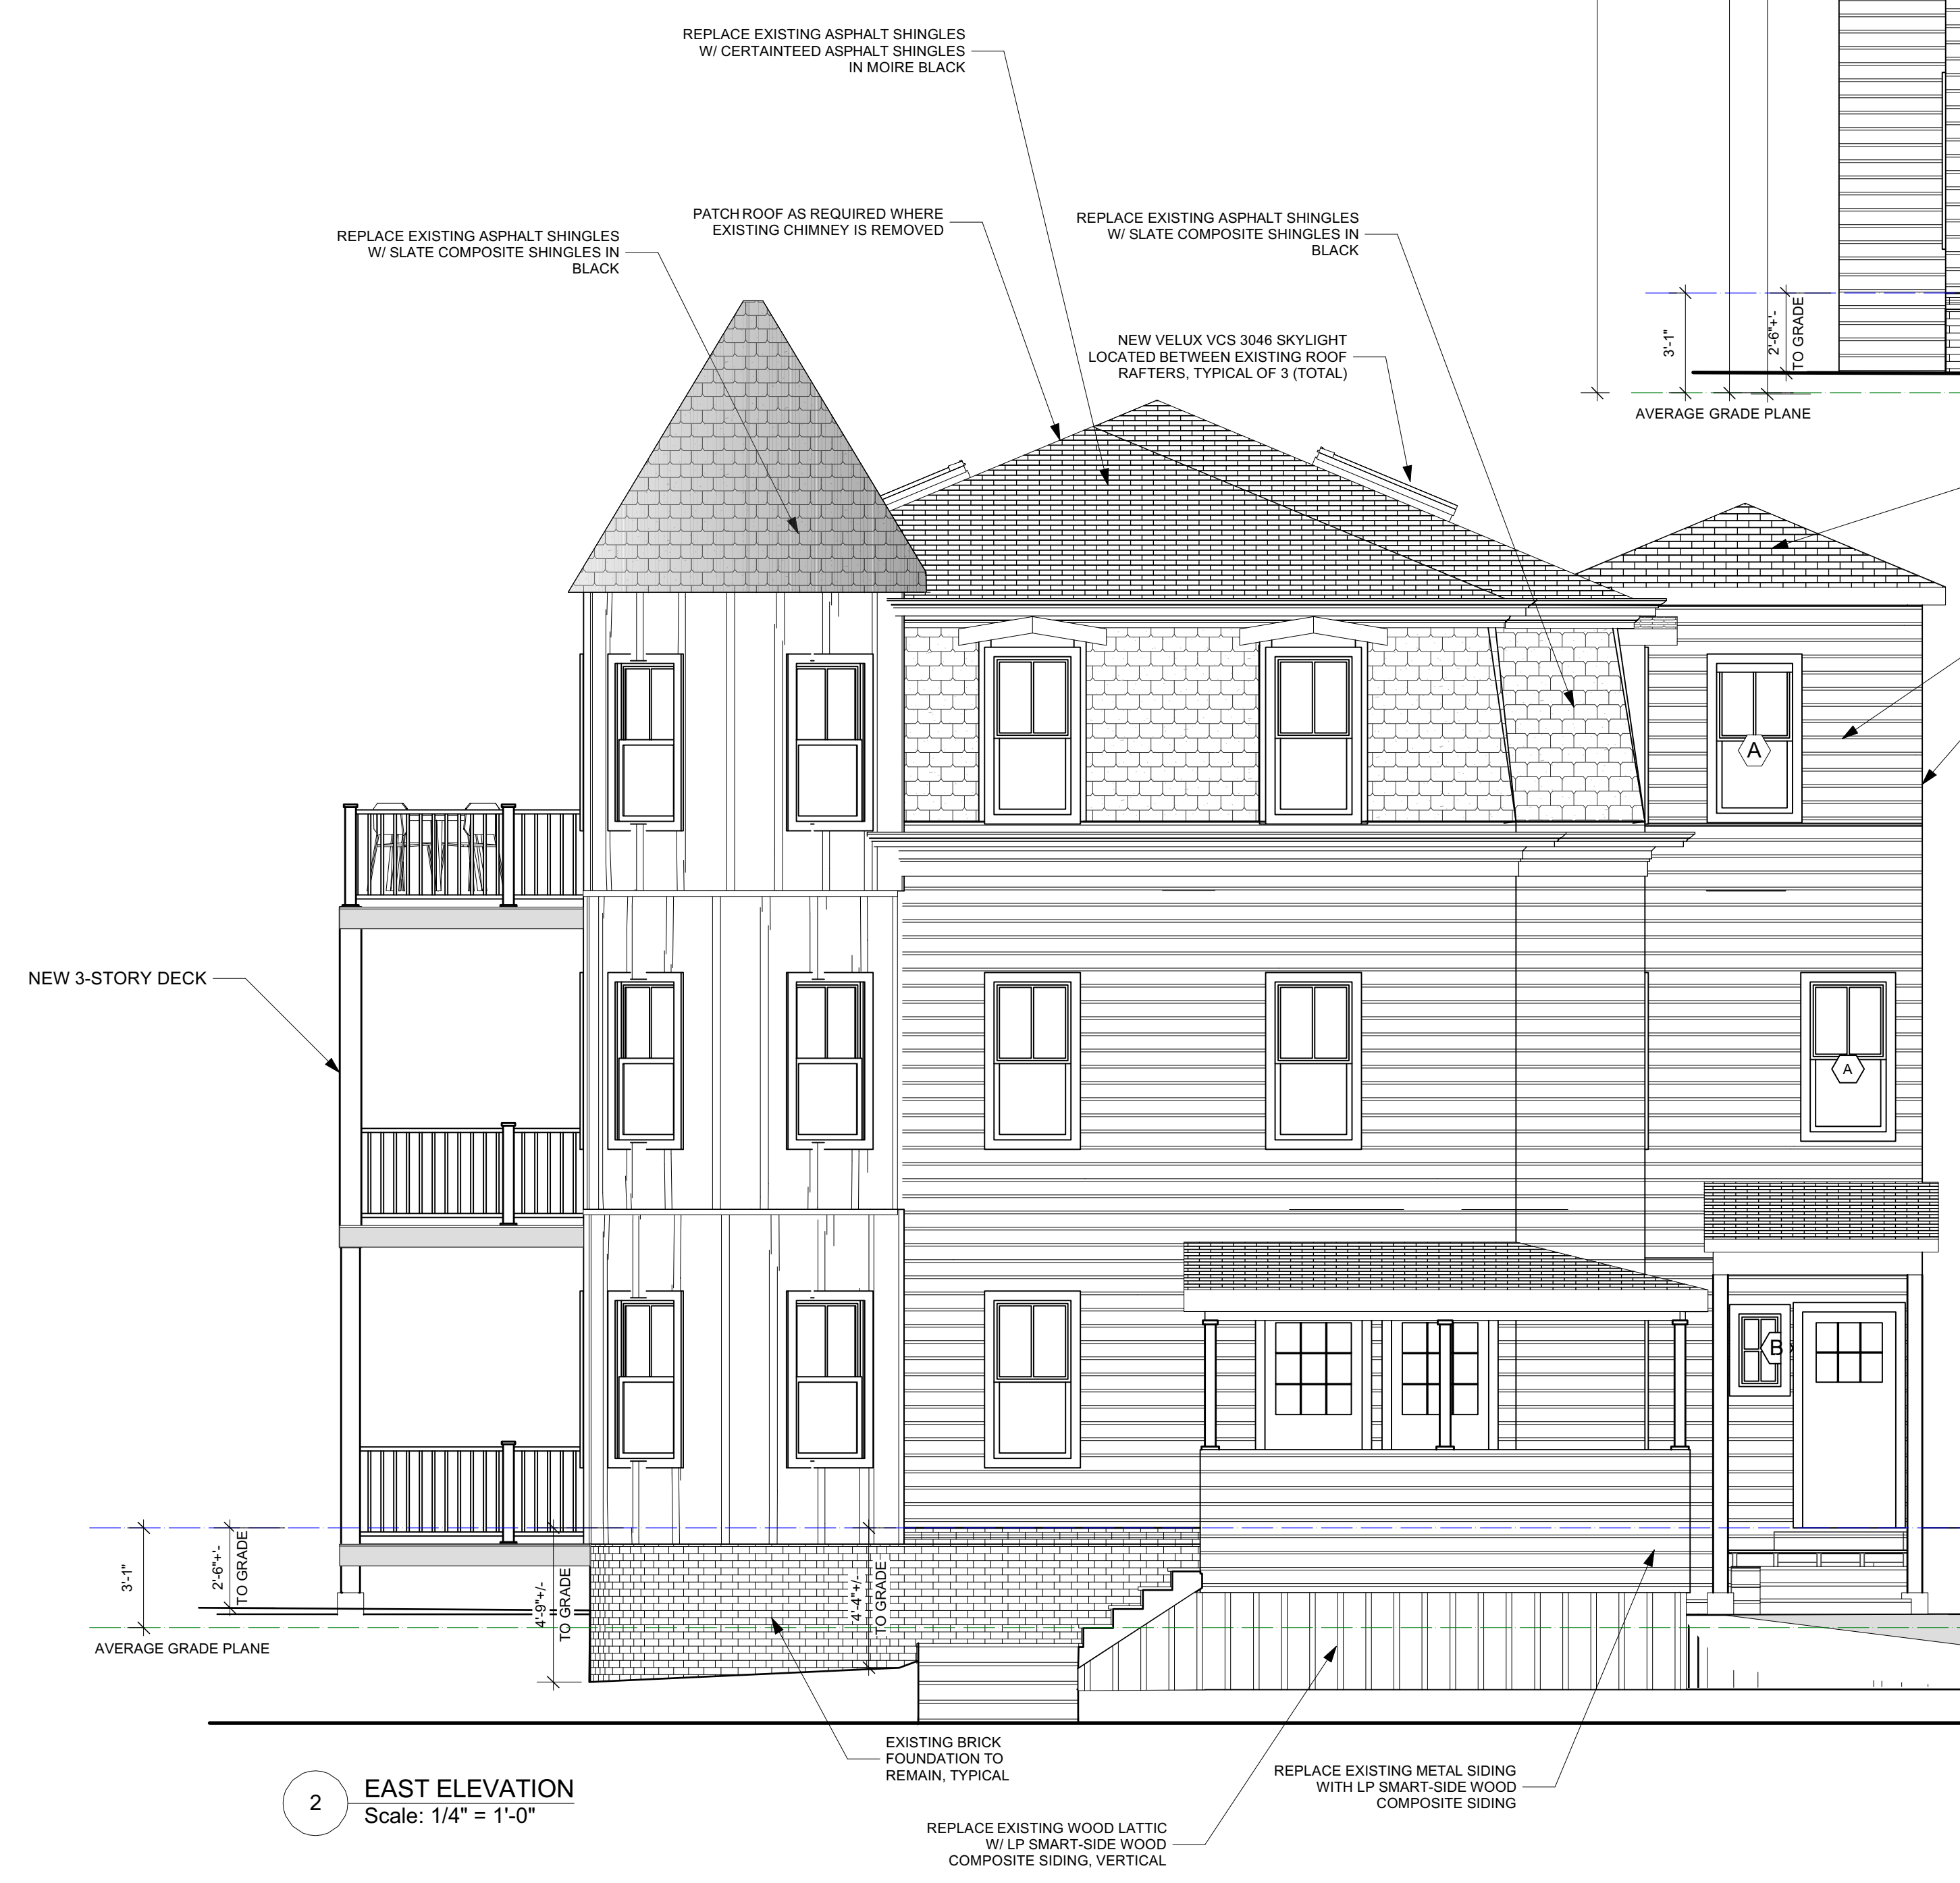 REPLACE EXISTING ASPHALT SHINGLES
W/ CERTAINTEED ASPHALT SHINGLES
IN MOIRE BLACK
PATCH ROOF AS REQUIRED WHERE
EXISTING CHIMNEY IS REMOVED
REPLACE EXISTING ASPHALT SHINGLES
W/ SLATE COMPOSITE SHINGLES IN
BLACK
REPLACE EXISTING ASPHALT SHINGLES
W/ SLATE COMPOSITE SHINGLES IN
BLACK
NEW VELUX VCS 3046 SKYLIGHT
LOCATED BETWEEN EXISTING ROOF
RAFTERS, TYPICAL OF 3 (TOTAL)
3'-1"
2'-6"+'-
TO GRADE
AVERAGE GRADE PLANE
A
NEW 3-STORY DECK
A
B
3'-1"
2'-6"+'-
TO GRADE
4'-9"+/-
TO GRADE
4'-4"+/-
TO GRADE
AVERAGE GRADE PLANE
EXISTING BRICK
FOUNDATION TO
REMAIN, TYPICAL
REPLACE EXISTING METAL SIDING
WITH LP SMART-SIDE WOOD
COMPOSITE SIDING
REPLACE EXISTING WOOD LATTIC
W/ LP SMART-SIDE WOOD
COMPOSITE SIDING, VERTICAL
2
EAST ELEVATION
Scale: 1/4" = 1'-0"